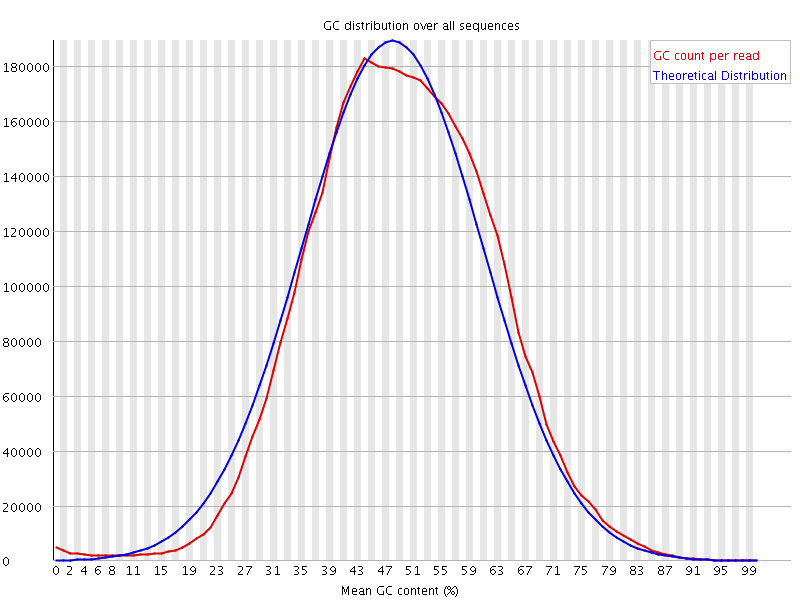 GC distribution over all sequences
GC count per read
Theoretical Distribution
180000
160000
140000
120000
100000
80000
60000
40000
20000
0
0 2 4 6 8 11 15 19 23 27 31 35 39 43 47 51 55 59 63 67 71 75 79 83 87 91 95 99
Mean GC content (%)